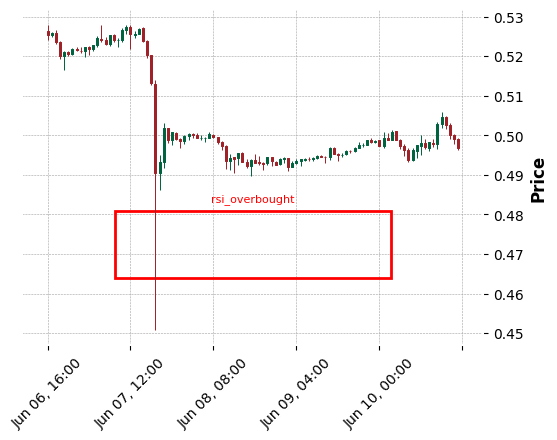 0.53
0.52
0.51
0.50
0.49
0.48
0.47
0.46
0.45
Price
rsi_overbought
Jun 06, 16:00
Jun 07, 12:00
Jun 08, 08:00
Jun 09, 04:00
Jun 10, 00:00